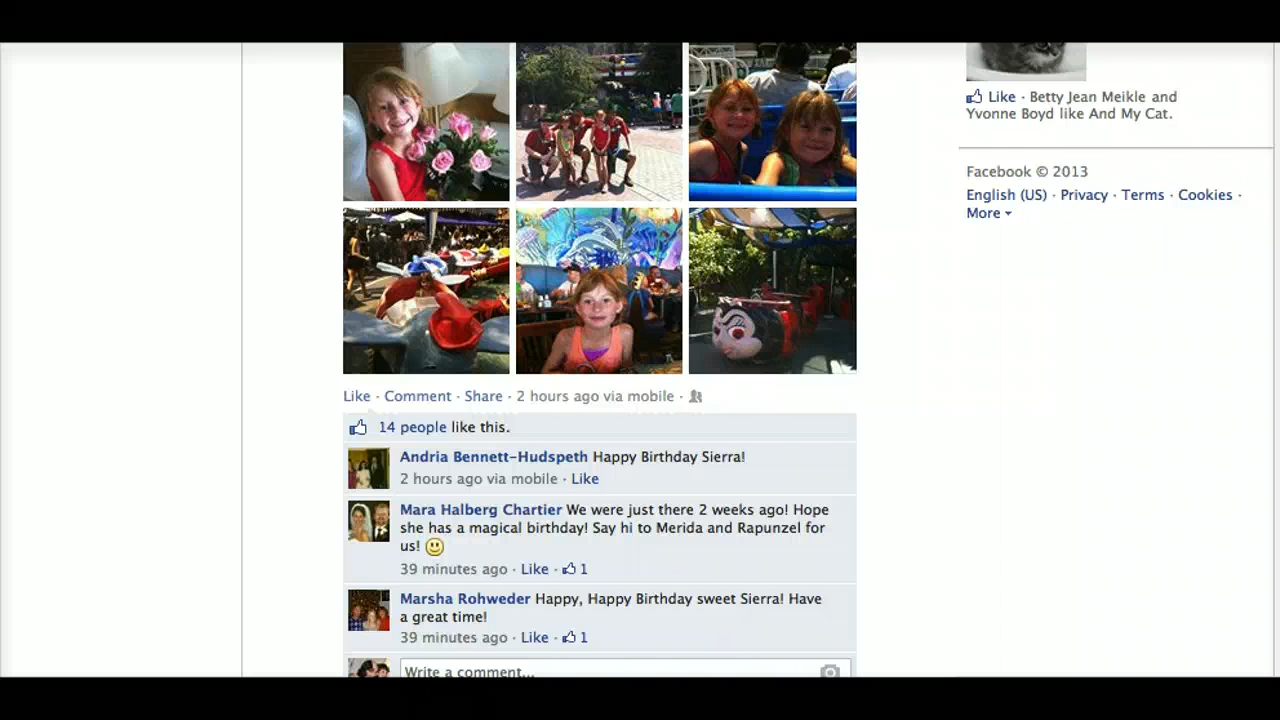 Like · Betty Jean Meikle and
Yvonne Boyd like And My Cat.
Facebook © 2013
English (US) · Privacy · Terms · Cookies ·
More
Like · Comment · Share · 2 hours ago via mobile ·
14 people like this.
Andria Bennett-Hudspeth Happy Birthday Sierra!
2 hours ago via mobile · Like
Mara Halberg Chartier We were just there 2 weeks ago! Hope
she has a magical birthday! Say hi to Merida and Rapunzel for
us!
39 minutes ago · Like · 1
Marsha Rohweder Happy, Happy Birthday sweet Sierra! Have
a great time!
39 minutes ago · Like · 1
Write a comment...